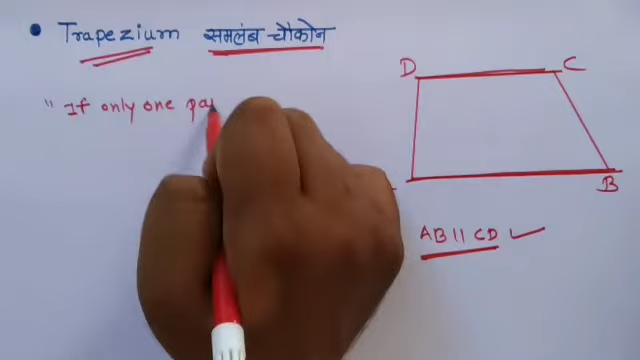 • Trapezium समलंब चौकोन
D C
" If only one pa
B
AB || CD ✓